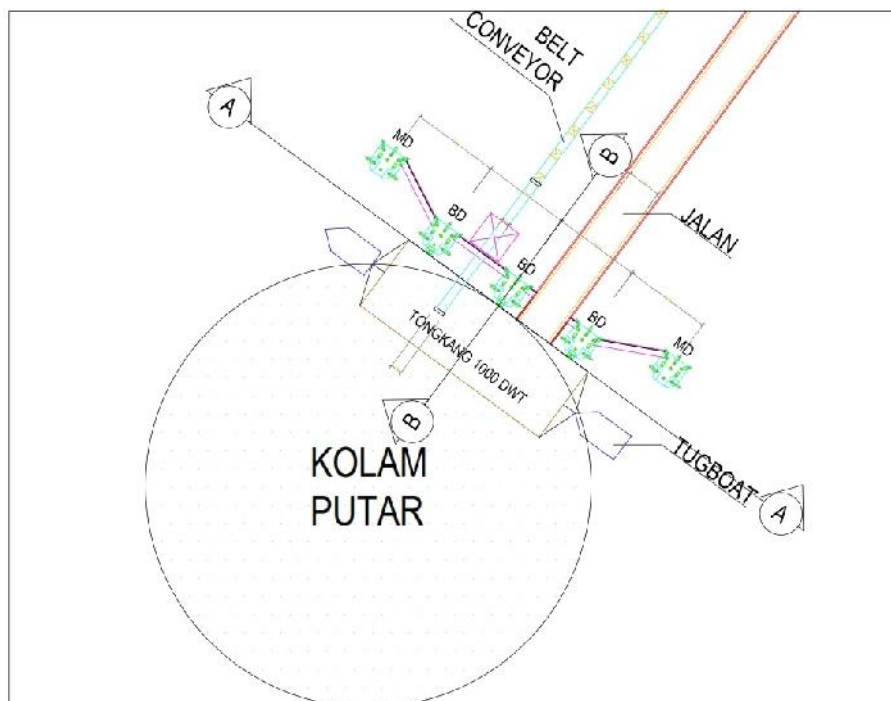 BELT
CONVEYOR
A
MD
B
BD
JALAN
BD
BD
MD
TONGKANG 1000 DWT
B
KOLAM
PUTAR
TUGBOAT
A